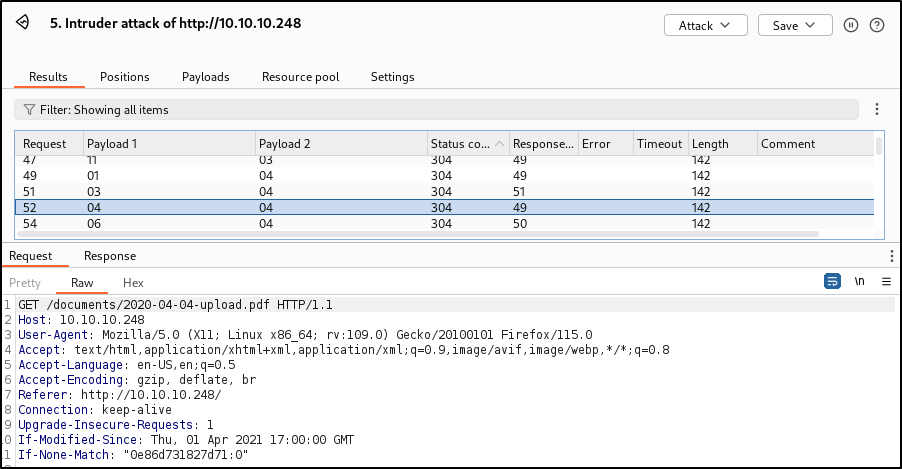 5. Intruder attack of http://10.10.10.248
Attack
Save
Results Positions Payloads Resource pool Settings
Filter: Showing all items
Request Payload 1 Payload 2 Status co... Response... Error Timeout Length Comment
47 11 03 304 49 142
49 01 04 304 49 142
51 03 04 304 51 142
52 04 04 304 49 142
54 06 04 304 50 142
Request Response
Pretty Raw Hex \n
1 GET /documents/2020-04-04-upload.pdf HTTP/1.1
2 Host: 10.10.10.248
3 User-Agent: Mozilla/5.0 (X11; Linux x86_64; rv:109.0) Gecko/20100101 Firefox/115.0
4 Accept: text/html,application/xhtml+xml,application/xml;q=0.9,image/avif,image/webp,*/*;q=0.8
5 Accept-Language: en-US,en;q=0.5
6 Accept-Encoding: gzip, deflate, br
7 Referer: http://10.10.10.248/
8 Connection: keep-alive
9 Upgrade-Insecure-Requests: 1
10 If-Modified-Since: Thu, 01 Apr 2021 17:00:00 GMT
11 If-None-Match: "0e86d731827d71:0"